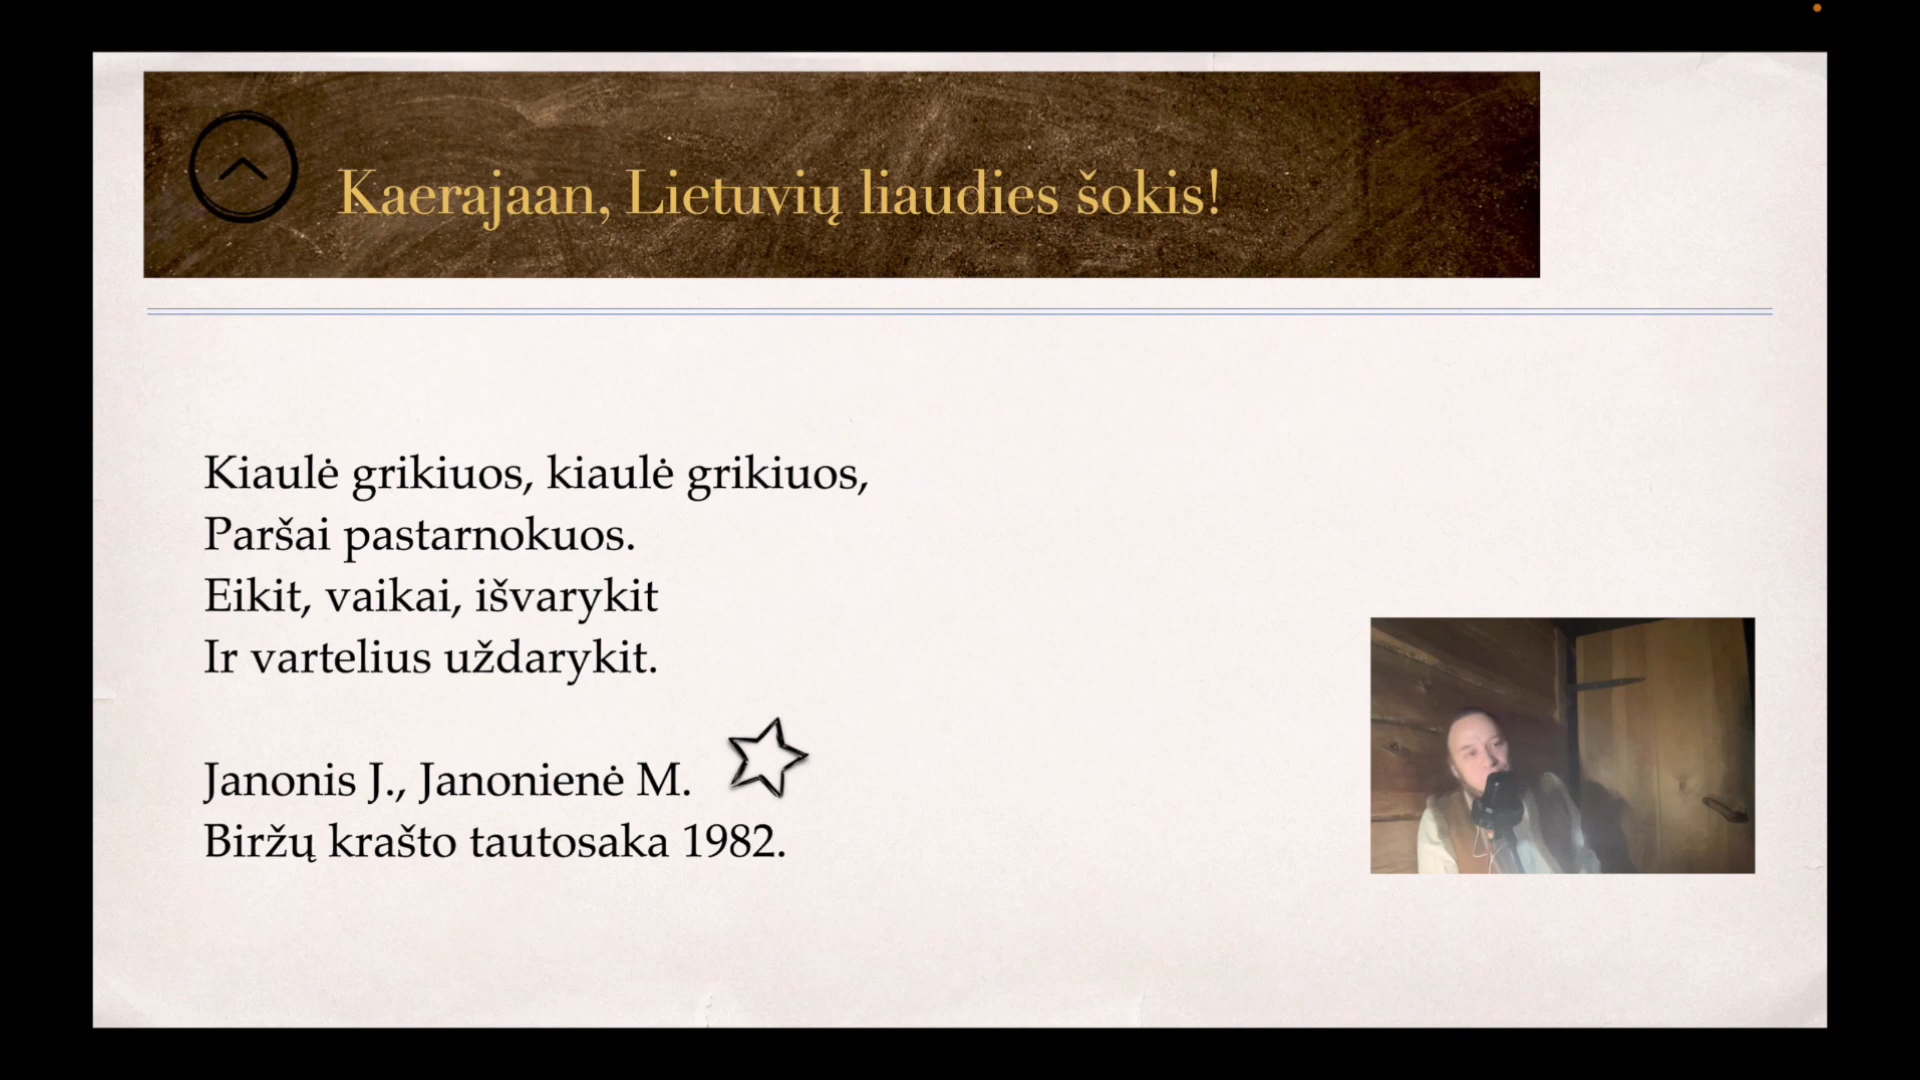 Kaerajaan, Lietuvių liaudies šokis!
Kiaulė grikiuos, kiaulė grikiuos,
Paršai pastarnokuos.
Eikit, vaikai, išvarykit
Ir vartelius uždarykit.
Janonis J., Janonienė M.
Biržų krašto tautosaka 1982.